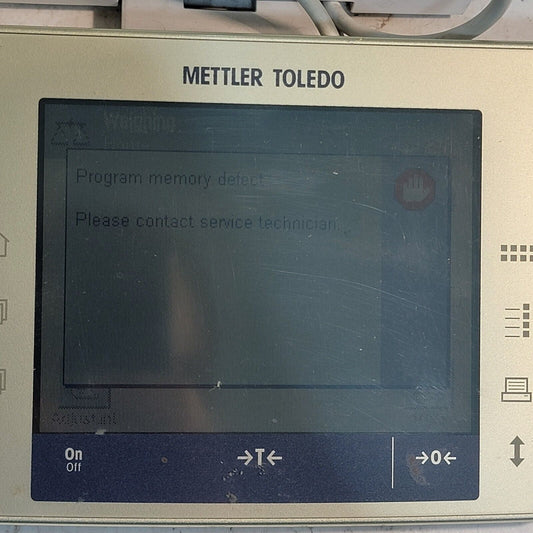 METTLER TOLEDO
Weighing
Program memory defect.
Please contact service technician.
On
Off
→T←
→0←